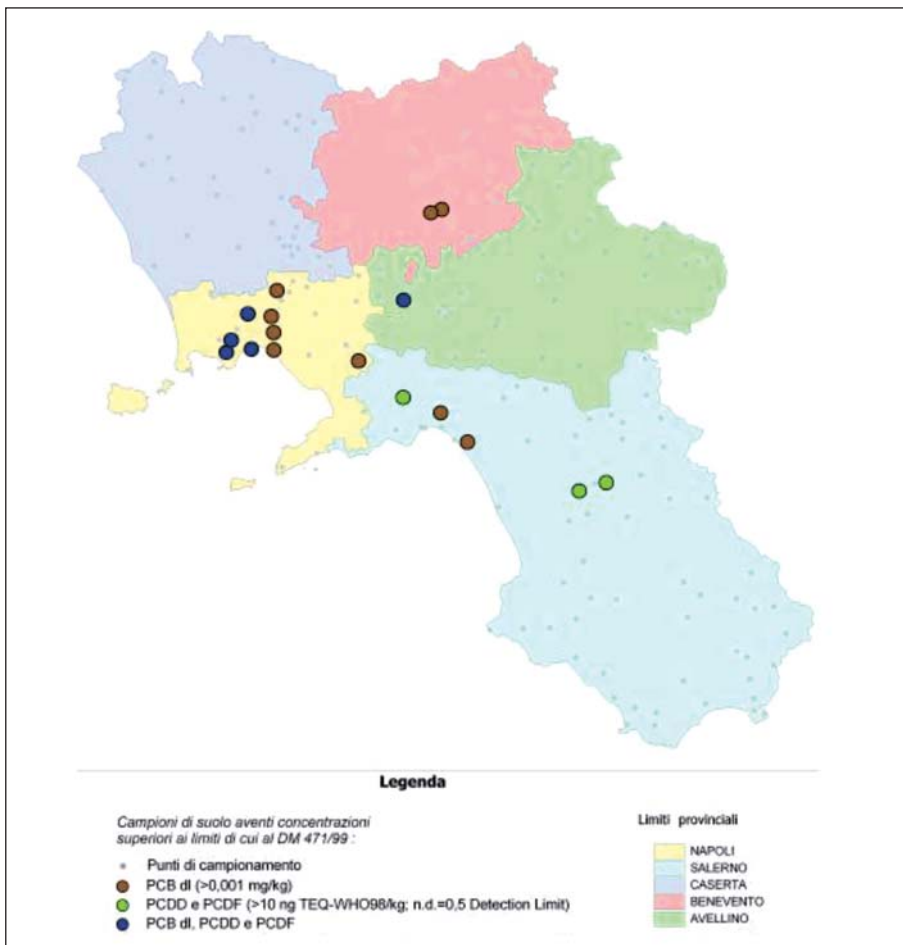 Legenda
Campioni di suolo aventi concentrazioni
superiori ai limiti di cui al DM 471/99 :
Punti di campionamento
PCB dl (>0,001 mg/kg)
PCDD e PCDF (>10 ng TEQ-WHO98/kg; n.d.=0,5 Detection Limit)
PCB dl, PCDD e PCDF
Limiti provinciali
NAPOLI
SALERNO
CASERTA
BENEVENTO
AVELLINO